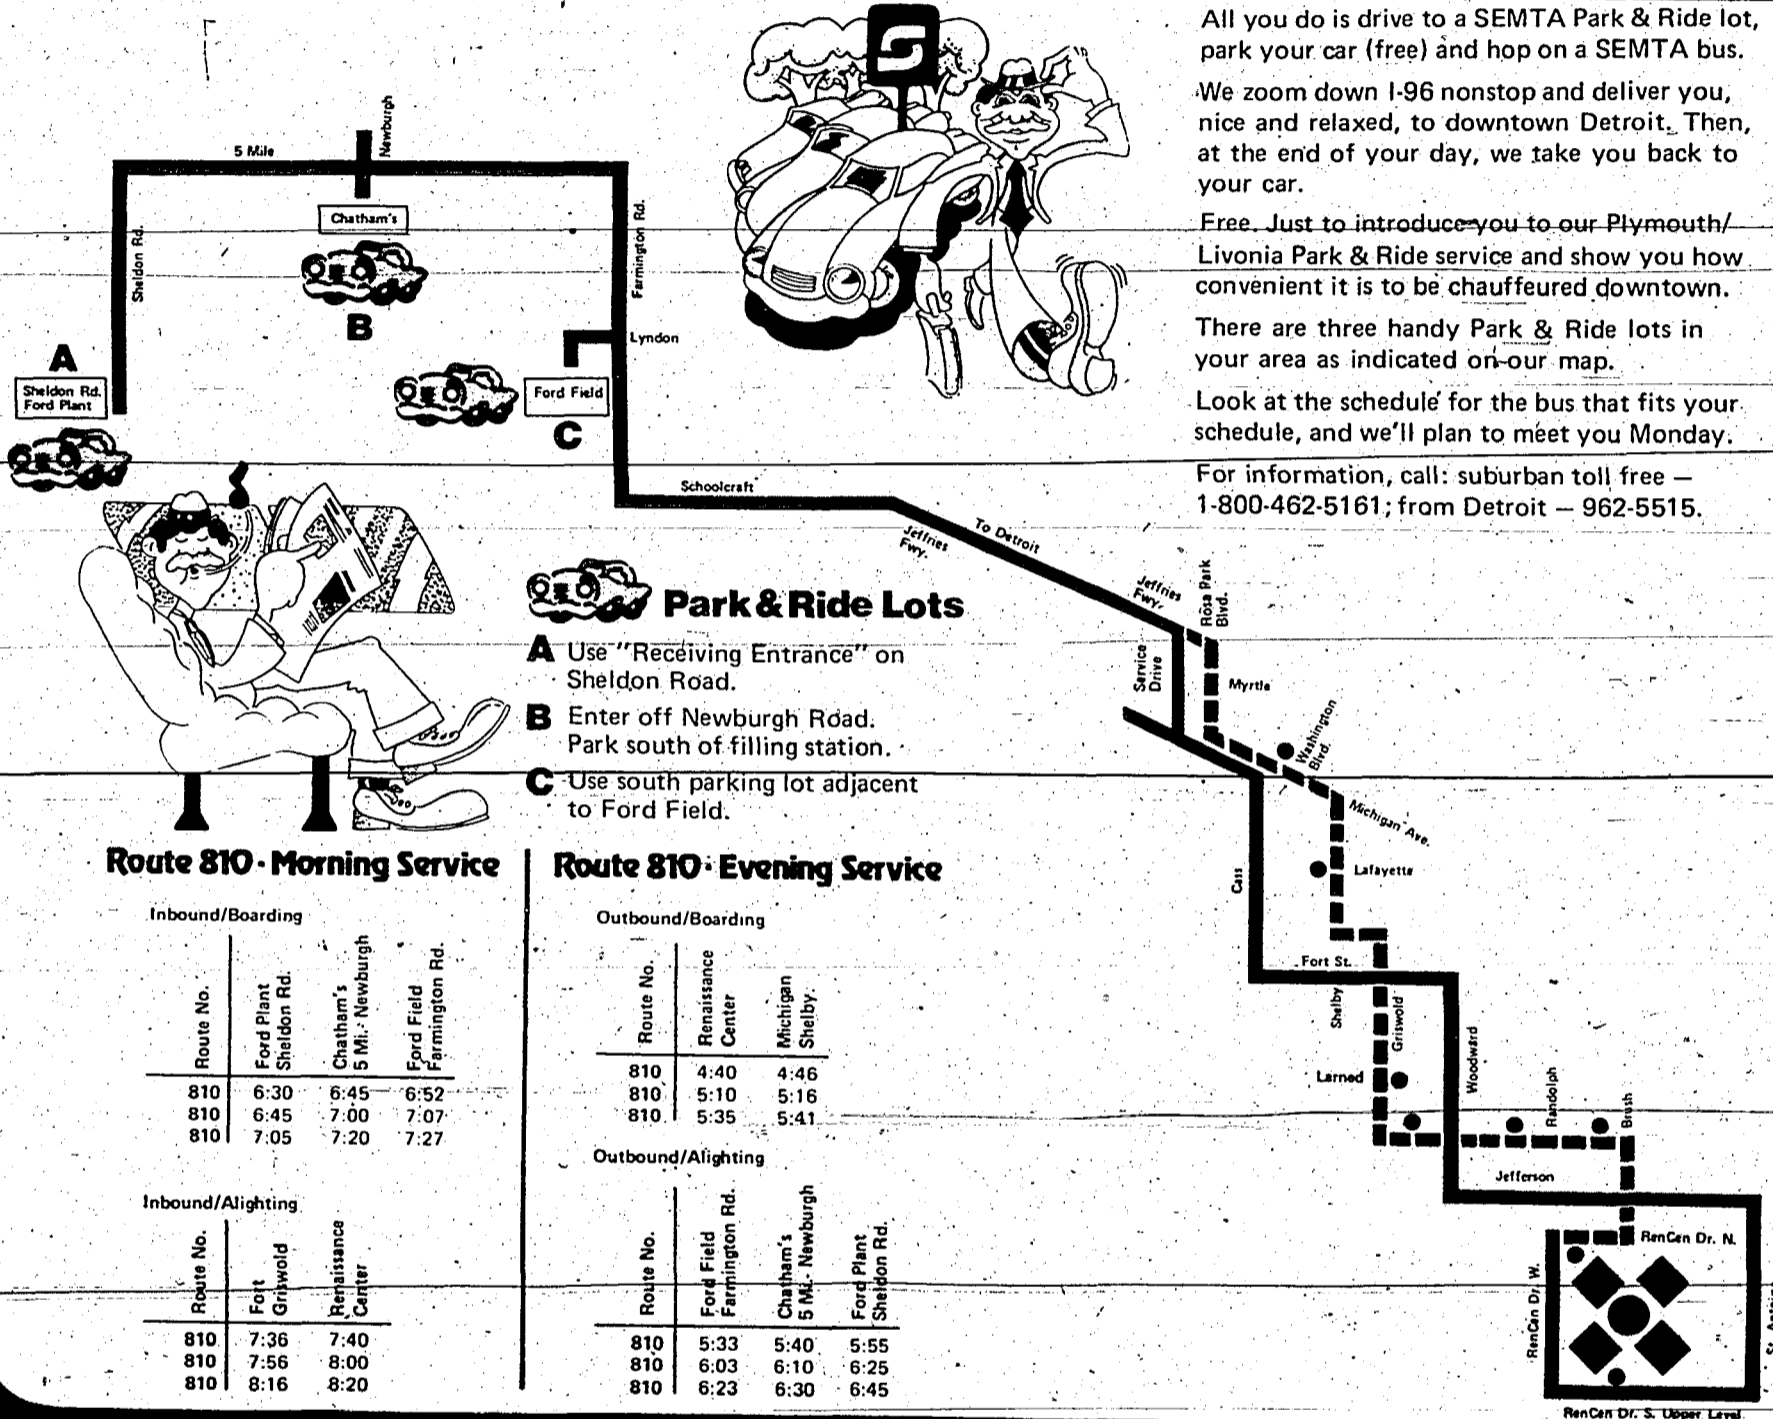 All you do is drive to a SEMTA Park & Ride lot,
park your car (free) and hop on a SEMTA bus.
We zoom down I-96 nonstop and deliver you,
nice and relaxed, to downtown Detroit. Then,
at the end of your day, we take you back to
your car.
Free. Just to introduce you to our Plymouth/
Livonia Park & Ride service and show you how
convenient it is to be chauffeured downtown.
There are three handy Park & Ride lots in
your area as indicated on our map.
Look at the schedule for the bus that fits your
schedule, and we'll plan to meet you Monday.
For information, call: suburban toll free —
1-800-462-5161; from Detroit — 962-5515.
5 Mile
Newburgh
Chatham's
B
Sheldon Rd.
Farmington Rd.
A
Sheldon Rd.
Ford Plant
Lyndon
Ford Field
C
Schoolcraft
Jeffries
Fwy.
To Detroit
Jeffries
Fwy.
Rosa Park
Blvd.
Service
Drive
Myrtle
Washington
Blvd.
Michigan Ave.
Cass
Lafayette
Fort St.
Shelby
Griswold
Woodward
Larned
Randolph
Brush
Jefferson
RenCen Dr. N.
RenCen Dr. W.
RenCen Dr. S. Upper Level
Park & Ride Lots
A Use "Receiving Entrance" on
Sheldon Road.
B Enter off Newburgh Road.
Park south of filling station.
C Use south parking lot adjacent
to Ford Field.
Route 810 · Morning Service
Inbound/Boarding
Route No. Ford Plant Sheldon Rd. Chatham's 5 Mi. - Newburgh Ford Field Farmington Rd.
810 6:30 6:45 6:52
810 6:45 7:00 7:07
810 7:05 7:20 7:27
Inbound/Alighting
Route No. Fort Griswold Renaissance Center
810 7:36 7:40
810 7:56 8:00
810 8:16 8:20
Route 810 · Evening Service
Outbound/Boarding
Route No. Renaissance Center Michigan Shelby
810 4:40 4:46
810 5:10 5:16
810 5:35 5:41
Outbound/Alighting
Route No. Ford Field Farmington Rd. Chatham's 5 Mi. - Newburgh Ford Plant Sheldon Rd.
810 5:33 5:40 5:55
810 6:03 6:10 6:25
810 6:23 6:30 6:45